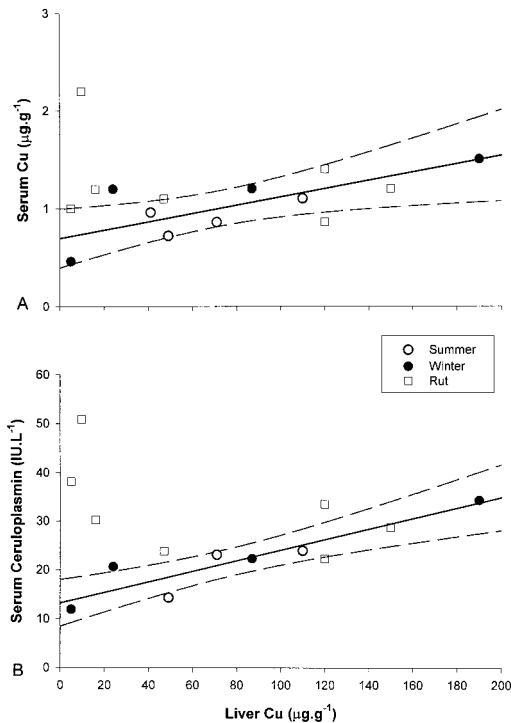 3
2
1
0
Serum Cu (µg.g⁻¹)
A
Summer
Winter
Rut
60
50
40
30
20
10
0
Serum Ceruloplasmin (IU.L⁻¹)
B
0 20 40 60 80 100 120 140 160 180 200
Liver Cu (µg.g⁻¹)